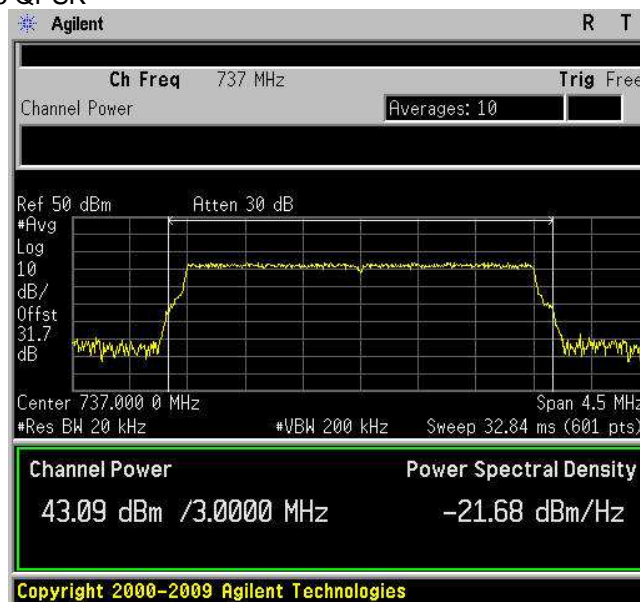 QPSK
Agilent R T
Ch Freq 737 MHz Trig Free
Channel Power Averages: 10
Ref 50 dBm Atten 30 dB
#Avg
Log
10
dB/
Offst
31.7
dB
Center 737.000 0 MHz Span 4.5 MHz
#Res BW 20 kHz #VBW 200 kHz Sweep 32.84 ms (601 pts)
Channel Power Power Spectral Density
43.09 dBm /3.0000 MHz -21.68 dBm/Hz
Copyright 2000-2009 Agilent Technologies